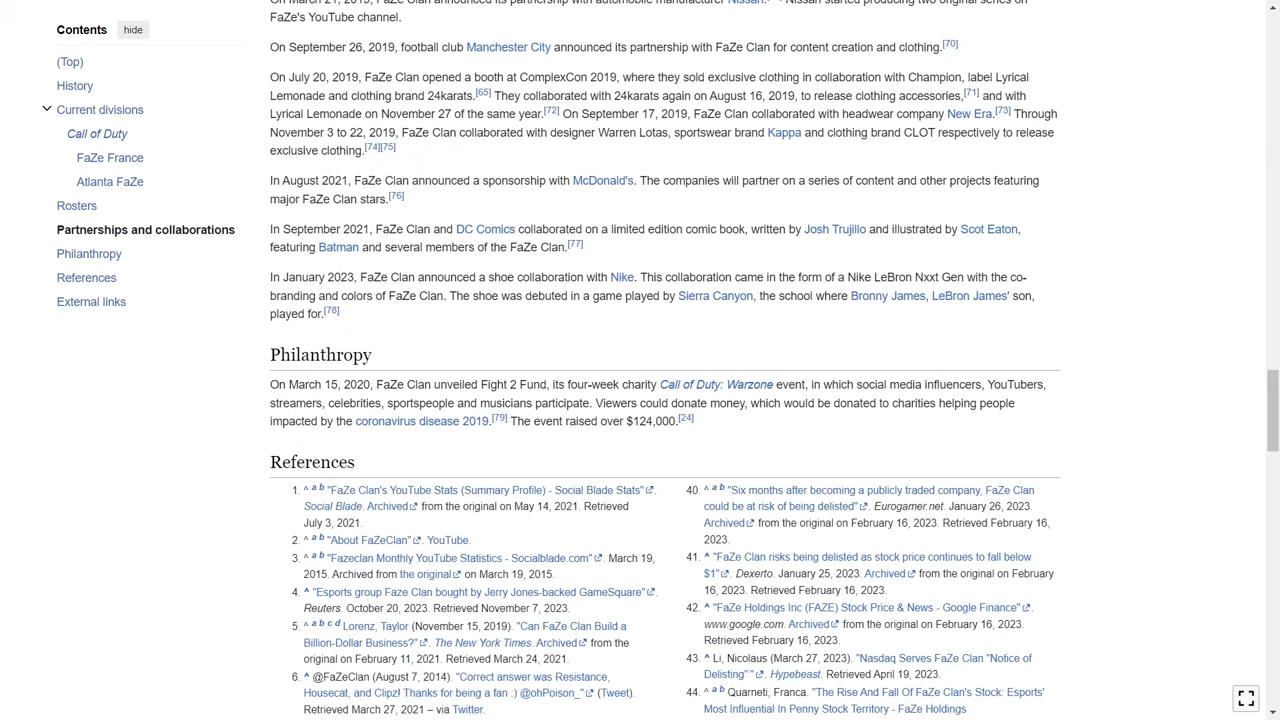 Contents hide
(Top)
History
Current divisions
Call of Duty
FaZe France
Atlanta FaZe
Rosters
Partnerships and collaborations
Philanthropy
References
External links
On March 21, 2019, FaZe Clan announced its partnership with automobile manufacturer Nissan. Nissan started producing two original series on
FaZe's YouTube channel.
On September 26, 2019, football club Manchester City announced its partnership with FaZe Clan for content creation and clothing.[70]
On July 20, 2019, FaZe Clan opened a booth at ComplexCon 2019, where they sold exclusive clothing in collaboration with Champion, label Lyrical
Lemonade and clothing brand 24karats.[65] They collaborated with 24karats again on August 16, 2019, to release clothing accessories,[71] and with
Lyrical Lemonade on November 27 of the same year.[72] On September 17, 2019, FaZe Clan collaborated with headwear company New Era.[73] Through
November 3 to 22, 2019, FaZe Clan collaborated with designer Warren Lotas, sportswear brand Kappa and clothing brand CLOT respectively to release
exclusive clothing.[74][75]
In August 2021, FaZe Clan announced a sponsorship with McDonald's. The companies will partner on a series of content and other projects featuring
major FaZe Clan stars.[76]
In September 2021, FaZe Clan and DC Comics collaborated on a limited edition comic book, written by Josh Trujillo and illustrated by Scot Eaton,
featuring Batman and several members of the FaZe Clan.[77]
In January 2023, FaZe Clan announced a shoe collaboration with Nike. This collaboration came in the form of a Nike LeBron Nxxt Gen with the co-
branding and colors of FaZe Clan. The shoe was debuted in a game played by Sierra Canyon, the school where Bronny James, LeBron James' son,
played for.[78]
Philanthropy
On March 15, 2020, FaZe Clan unveiled Fight 2 Fund, its four-week charity Call of Duty: Warzone event, in which social media influencers, YouTubers,
streamers, celebrities, sportspeople and musicians participate. Viewers could donate money, which would be donated to charities helping people
impacted by the coronavirus disease 2019.[79] The event raised over $124,000.[24]
References
1. ^ a b "FaZe Clan's YouTube Stats (Summary Profile) - Social Blade Stats".
Social Blade. Archived from the original on May 14, 2021. Retrieved
July 3, 2021.
2. ^ a b "About FaZeClan". YouTube.
3. ^ a b "Fazeclan Monthly YouTube Statistics - Socialblade.com". March 19,
2015. Archived from the original on March 19, 2015.
4. ^ "Esports group Faze Clan bought by Jerry Jones-backed GameSquare".
Reuters. October 20, 2023. Retrieved November 7, 2023.
5. ^ a b c d Lorenz, Taylor (November 15, 2019). "Can FaZe Clan Build a
Billion-Dollar Business?". The New York Times. Archived from the
original on February 11, 2021. Retrieved March 24, 2021.
6. ^ @FaZeClan (August 7, 2014). "Correct answer was Resistance,
Housecat, and Clipz! Thanks for being a fan :) @ohPoison_" (Tweet).
Retrieved March 27, 2021 – via Twitter.
40. ^ a b "Six months after becoming a publicly traded company, FaZe Clan
could be at risk of being delisted". Eurogamer.net. January 26, 2023.
Archived from the original on February 16, 2023. Retrieved February 16,
2023.
41. ^ "FaZe Clan risks being delisted as stock price continues to fall below
$1". Dexerto. January 25, 2023. Archived from the original on February
16, 2023. Retrieved February 16, 2023.
42. ^ "FaZe Holdings Inc (FAZE) Stock Price & News - Google Finance".
www.google.com. Archived from the original on February 16, 2023.
Retrieved February 16, 2023.
43. ^ Li, Nicolaus (March 27, 2023). "Nasdaq Serves FaZe Clan "Notice of
Delisting" ". Hypebeast. Retrieved April 19, 2023.
44. ^ a b Quarneti, Franca. "The Rise And Fall Of FaZe Clan's Stock: Esports'
Most Influential In Penny Stock Territory - FaZe Holdings